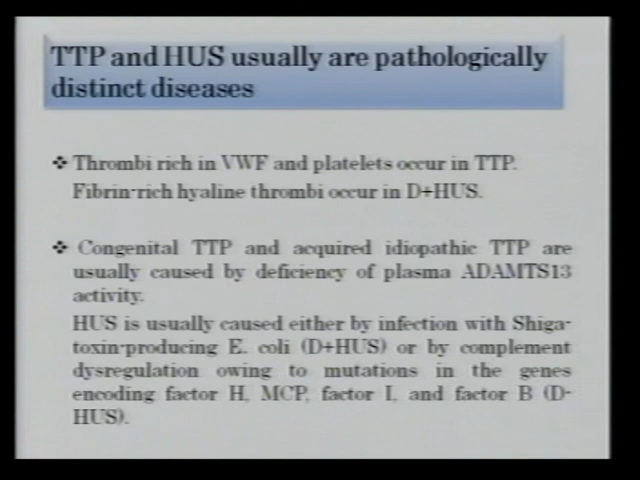 TTP and HUS usually are pathologically
distinct diseases
❖ Thrombi rich in VWF and platelets occur in TTP.
Fibrin-rich hyaline thrombi occur in D+HUS.
❖ Congenital TTP and acquired idiopathic TTP are
usually caused by deficiency of plasma ADAMTS13
activity.
HUS is usually caused either by infection with Shiga-
toxin-producing E. coli (D+HUS) or by complement
dysregulation owing to mutations in the genes
encoding factor H, MCP, factor I, and factor B (D-
HUS).